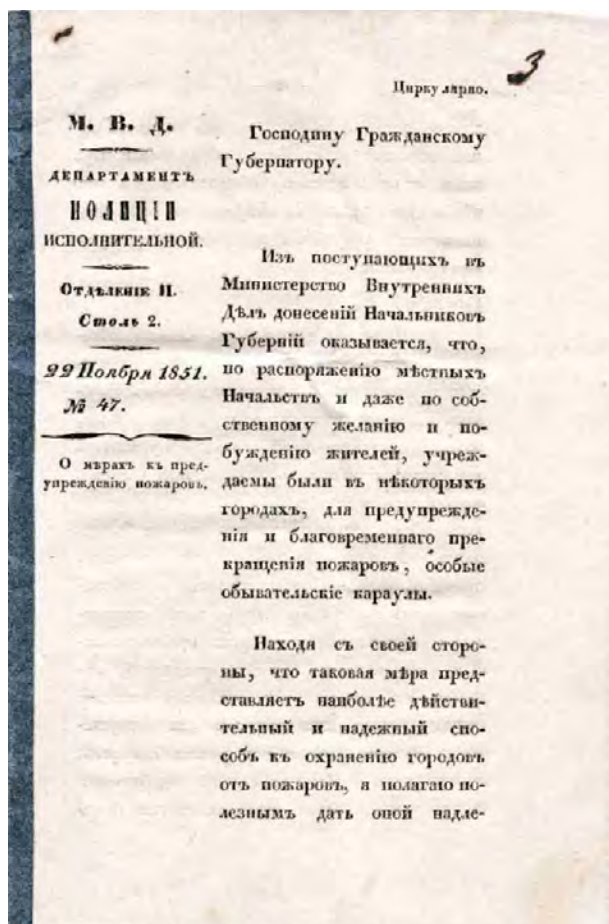 3
Циркулярно.
М. В. Д.
ДЕПАРТАМЕНТЪ
ПОЛИЦІИ
ИСПОЛНИТЕЛЬНОЙ.
Отдѣленіе II.
Столъ 2.
22 Ноября 1851.
№ 47.
О мѣрахъ къ пред-
упрежденію пожаровъ.
Господину Гражданскому
Губернатору.
Изъ поступающихъ въ
Министерство Внутреннихъ
Дѣлъ донесеній Начальниковъ
Губерній оказывается, что,
по распоряженію мѣстныхъ
Начальствъ и даже по соб-
ственному желанію и по-
бужденію жителей, учреж-
даемы были въ нѣкоторыхъ
городахъ, для предупрежде-
нія и благовременнаго пре-
кращенія пожаровъ, особые
обывательскіе караулы.
Находя съ своей сторо-
ны, что таковая мѣра пред-
ставляетъ наиболѣе дѣйстви-
тельный и надежный спо-
собъ къ охраненію городовъ
отъ пожаровъ, я полагаю по-
лезнымъ дать оной надле-